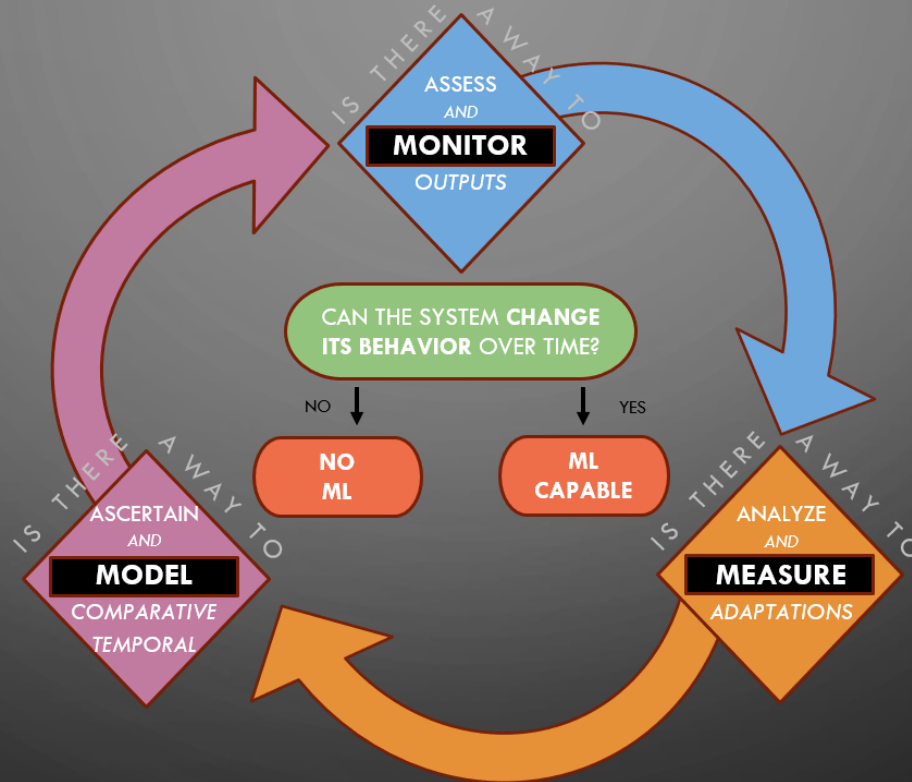 IS THERE A WAY TO
ASSESS
AND
MONITOR
OUTPUTS
CAN THE SYSTEM CHANGE
ITS BEHAVIOR OVER TIME?
NO
YES
NO
ML
ML
CAPABLE
IS THERE A WAY TO
ANALYZE
AND
MEASURE
ADAPTATIONS
IS THERE A WAY TO
ASCERTAIN
AND
MODEL
COMPARATIVE
TEMPORAL